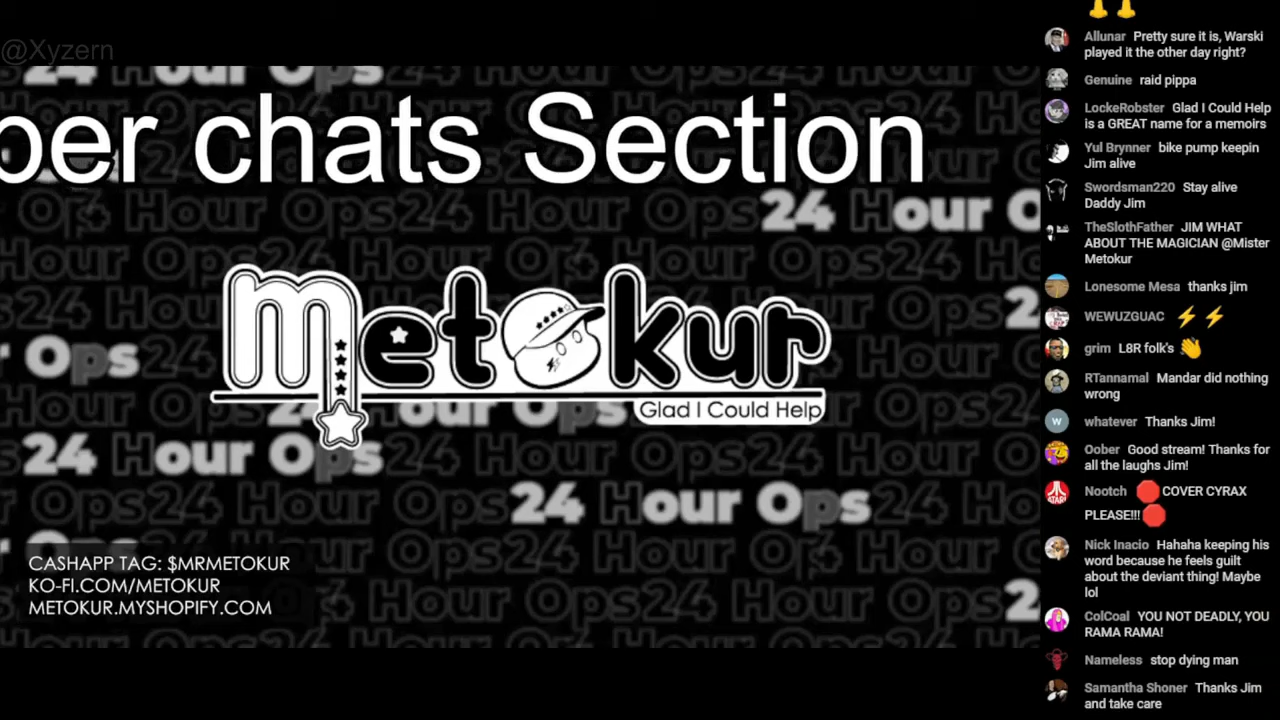 @Xyzern
per chats Section
24 Hour Ops
metokur
Glad I Could Help
CASHAPP TAG: $MRMETOKUR
KO-FI.COM/METOKUR
METOKUR.MYSHOPIFY.COM
Allunar Pretty sure it is, Warski
played it the other day right?
Genuine raid pippa
LockeRobster Glad I Could Help
is a GREAT name for a memoirs
Yul Brynner bike pump keepin
Jim alive
Swordsman220 Stay alive
Daddy Jim
TheSlothFather JIM WHAT
ABOUT THE MAGICIAN @Mister
Metokur
Lonesome Mesa thanks jim
WEWUZGUAC ⚡⚡
grim L8R folk's 👋
RTannamal Mandar did nothing
wrong
whatever Thanks Jim!
Oober Good stream! Thanks for
all the laughs Jim!
Nootch 🛑COVER CYRAX
PLEASE!!!🛑
Nick Inacio Hahaha keeping his
word because he feels guilt
about the deviant thing! Maybe
lol
ColCoal YOU NOT DEADLY, YOU
RAMA RAMA!
Nameless stop dying man
Samantha Shoner Thanks Jim
and take care